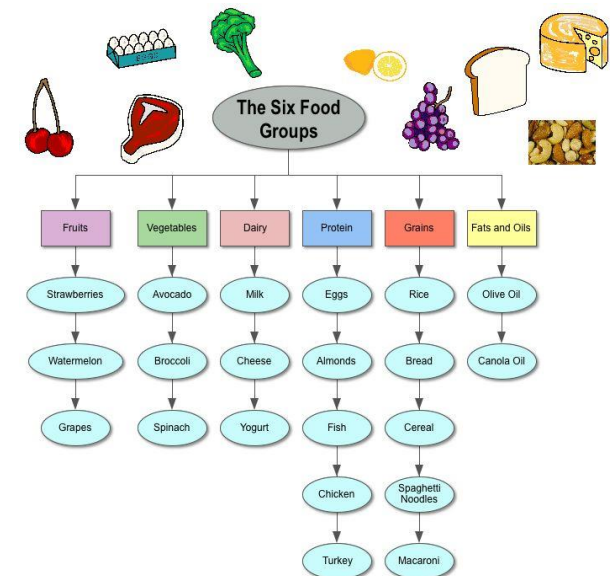 The Six Food
Groups
Fruits
Vegetables
Dairy
Protein
Grains
Fats and Oils
Strawberries
Avocado
Milk
Eggs
Rice
Olive Oil
Watermelon
Broccoli
Cheese
Almonds
Bread
Canola Oil
Grapes
Spinach
Yogurt
Fish
Cereal
Chicken
Spaghetti
Noodles
Turkey
Macaroni